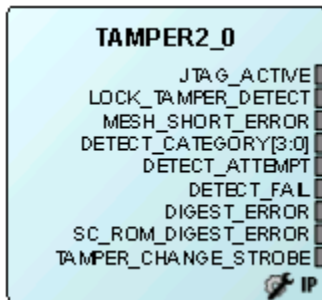 TAMPER2_0
JTAG_ACTIVE
LOCK_TAMPER_DETECT
MESH_SHORT_ERROR
DETECT_CATEGORY[3:0]
DETECT_ATTEMPT
DETECT_FAIL
DIGEST_ERROR
SC_ROM_DIGEST_ERROR
TAMPER_CHANGE_STROBE
IP